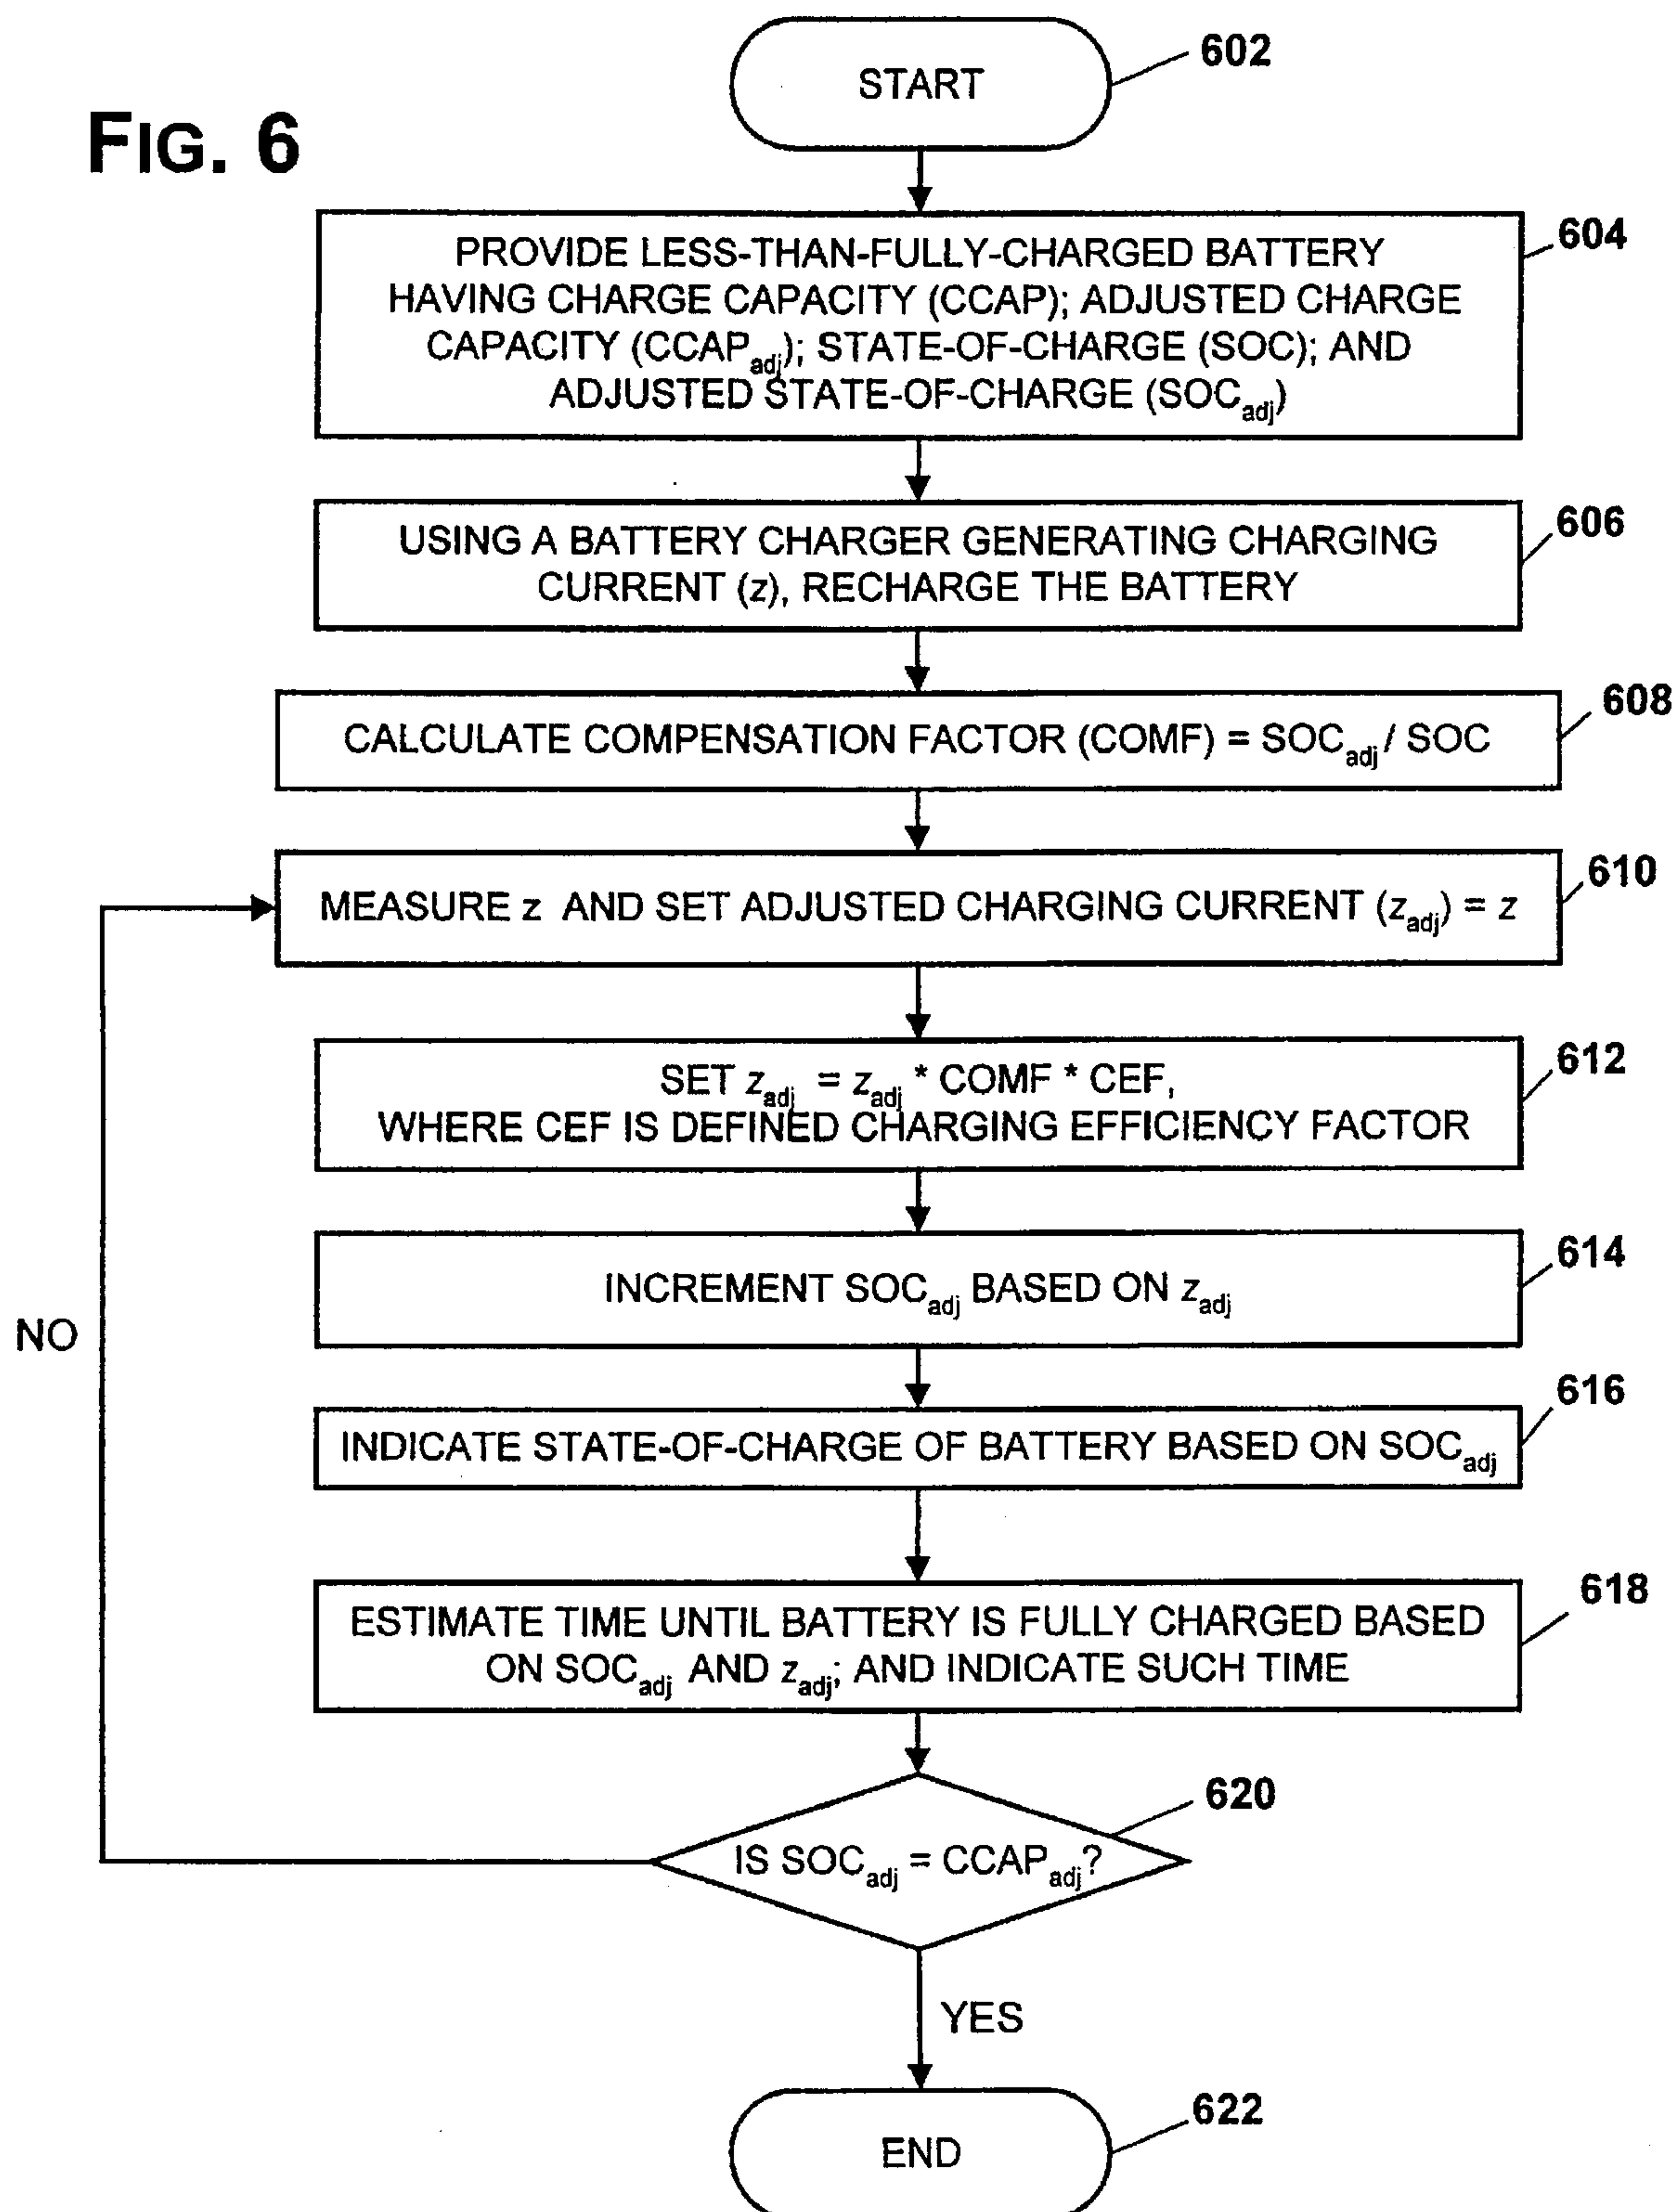 FIG. 6
START
602
PROVIDE LESS-THAN-FULLY-CHARGED BATTERY
HAVING CHARGE CAPACITY (CCAP); ADJUSTED CHARGE
CAPACITY (CCAPadj); STATE-OF-CHARGE (SOC); AND
ADJUSTED STATE-OF-CHARGE (SOCadj)
604
USING A BATTERY CHARGER GENERATING CHARGING
CURRENT (z), RECHARGE THE BATTERY
606
CALCULATE COMPENSATION FACTOR (COMF) = SOCadj / SOC
608
MEASURE z AND SET ADJUSTED CHARGING CURRENT (zadj) = z
610
SET zadj = zadj * COMF * CEF,
WHERE CEF IS DEFINED CHARGING EFFICIENCY FACTOR
612
INCREMENT SOCadj BASED ON zadj
614
NO
INDICATE STATE-OF-CHARGE OF BATTERY BASED ON SOCadj
616
ESTIMATE TIME UNTIL BATTERY IS FULLY CHARGED BASED
ON SOCadj AND zadj; AND INDICATE SUCH TIME
618
IS SOCadj = CCAPadj?
620
YES
END
622